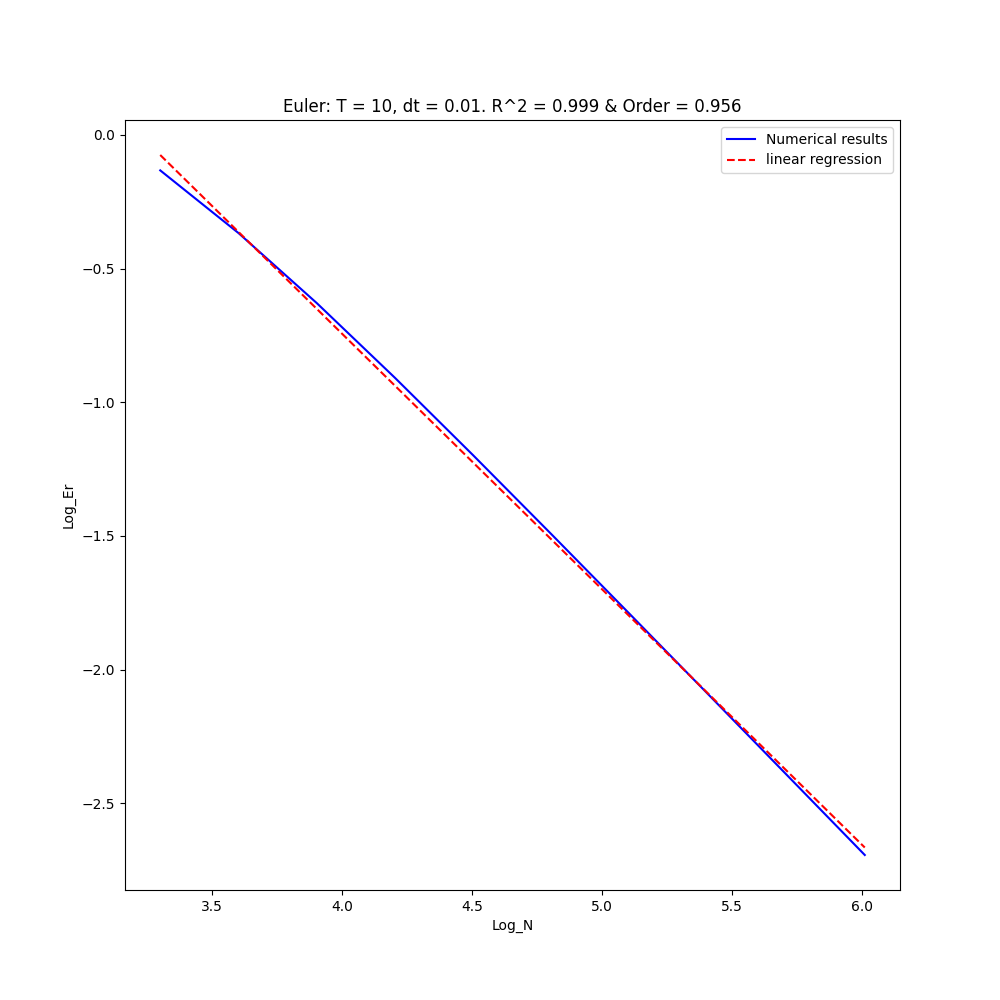 Euler: T = 10, dt = 0.01. R^2 = 0.999 & Order = 0.956
Numerical results
linear regression
0.0
−0.5
−1.0
−1.5
−2.0
−2.5
Log_Er
3.5 4.0 4.5 5.0 5.5 6.0
Log_N